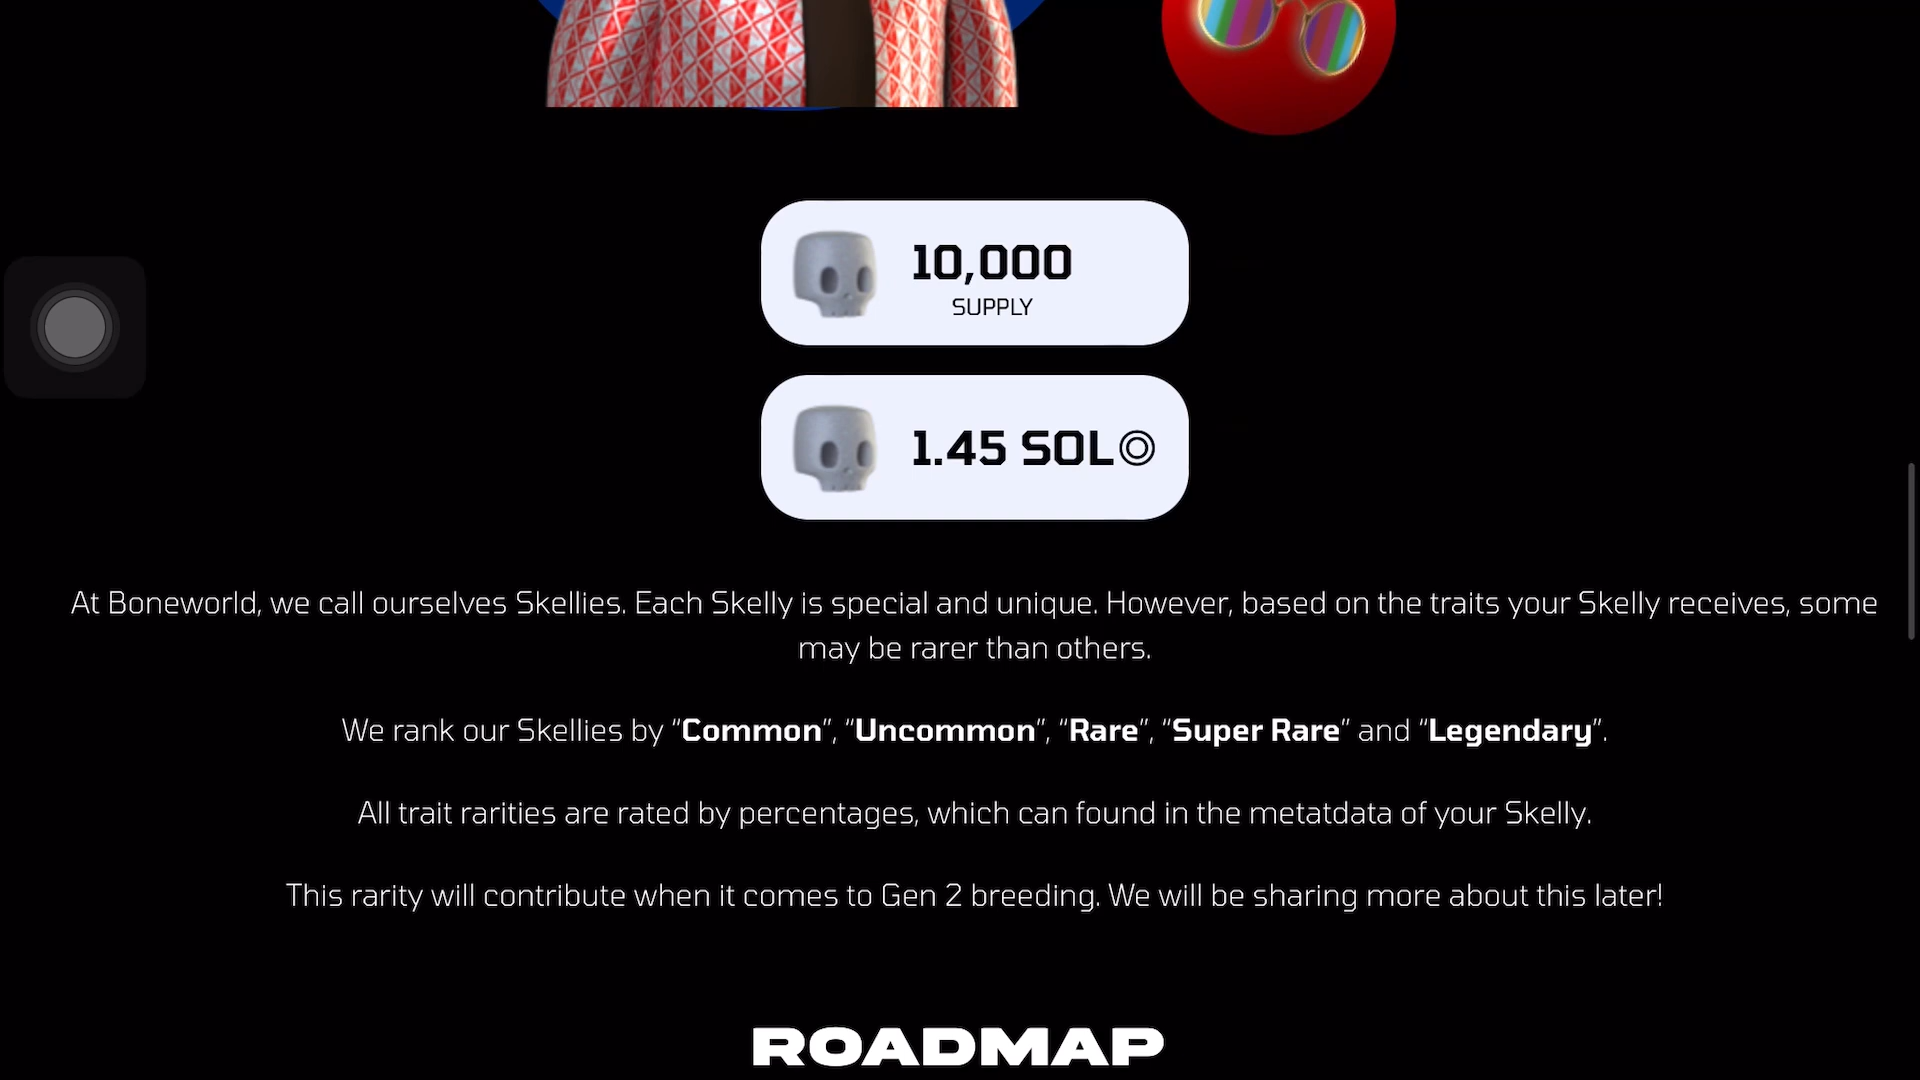 10,000
SUPPLY
1.45 SOL
At Boneworld, we call ourselves Skellies. Each Skelly is special and unique. However, based on the traits your Skelly receives, some
may be rarer than others.
We rank our Skellies by “Common”, “Uncommon”, “Rare”, “Super Rare” and “Legendary”.
All trait rarities are rated by percentages, which can found in the metatdata of your Skelly.
This rarity will contribute when it comes to Gen 2 breeding. We will be sharing more about this later!
ROADMAP